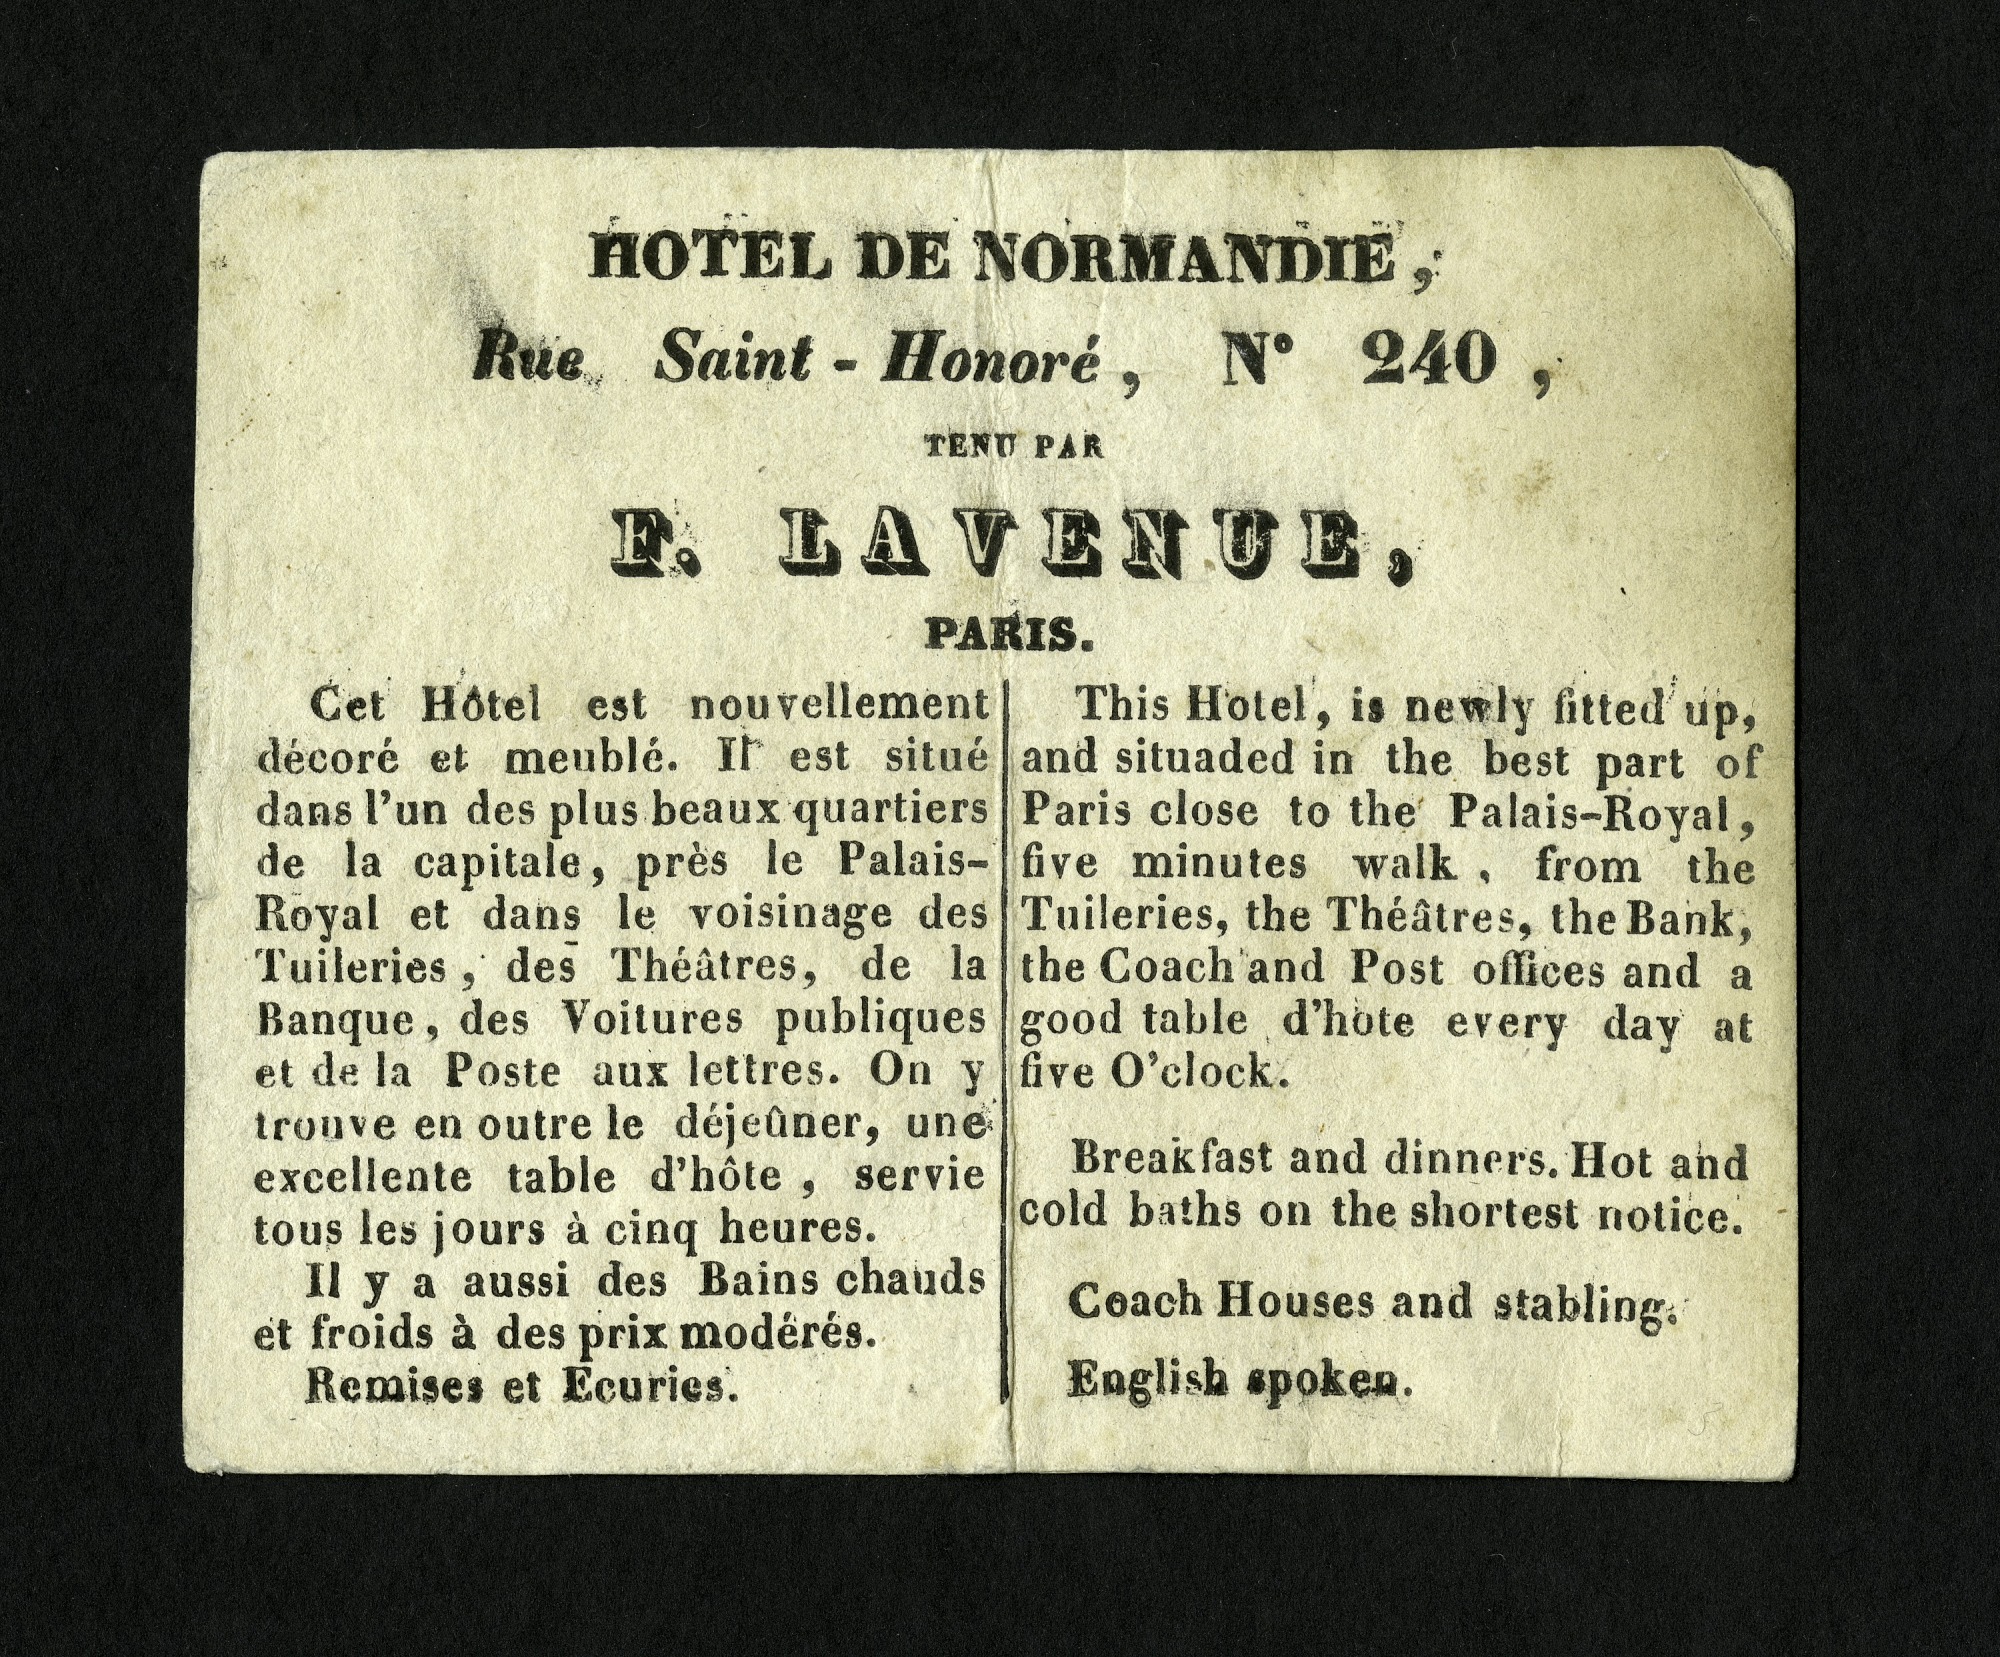 HOTEL DE NORMANDIE,
Rue Saint-Honoré, N° 240,
TENU PAR
F. LAVENUE,
PARIS.
Cet Hôtel est nouvellement
décoré et meublé. Il est situé
dans l'un des plus beaux quartiers
de la capitale, près le Palais-
Royal et dans le voisinage des
Tuileries, des Théâtres, de la
Banque, des Voitures publiques
et de la Poste aux lettres. On y
trouve en outre le déjeûner, une
excellente table d'hôte, servie
tous les jours à cinq heures.
Il y a aussi des Bains chauds
et froids à des prix modérés.
Remises et Ecuries.
This Hotel, is newly fitted up,
and situaded in the best part of
Paris close to the Palais-Royal,
five minutes walk, from the
Tuileries, the Théâtres, the Bank,
the Coach and Post offices and a
good table d'hote every day at
five O'clock.
Breakfast and dinners. Hot and
cold baths on the shortest notice.
Coach Houses and stabling.
English spoken.